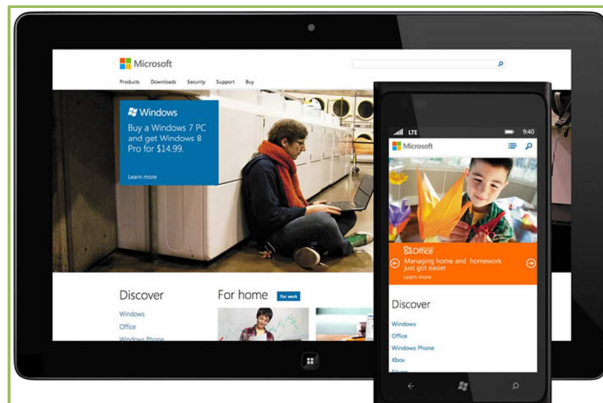 Microsoft
Products Downloads Security Support Buy
Windows
Buy a Windows 7 PC
and get Windows 8
Pro for $14.99.
Learn more
Discover
For home for work
Windows
Office
Windows Phone
LTE 9:40
Microsoft
Office
Managing home and homework
just got easier
Learn more
Discover
Windows
Office
Windows Phone
Xbox